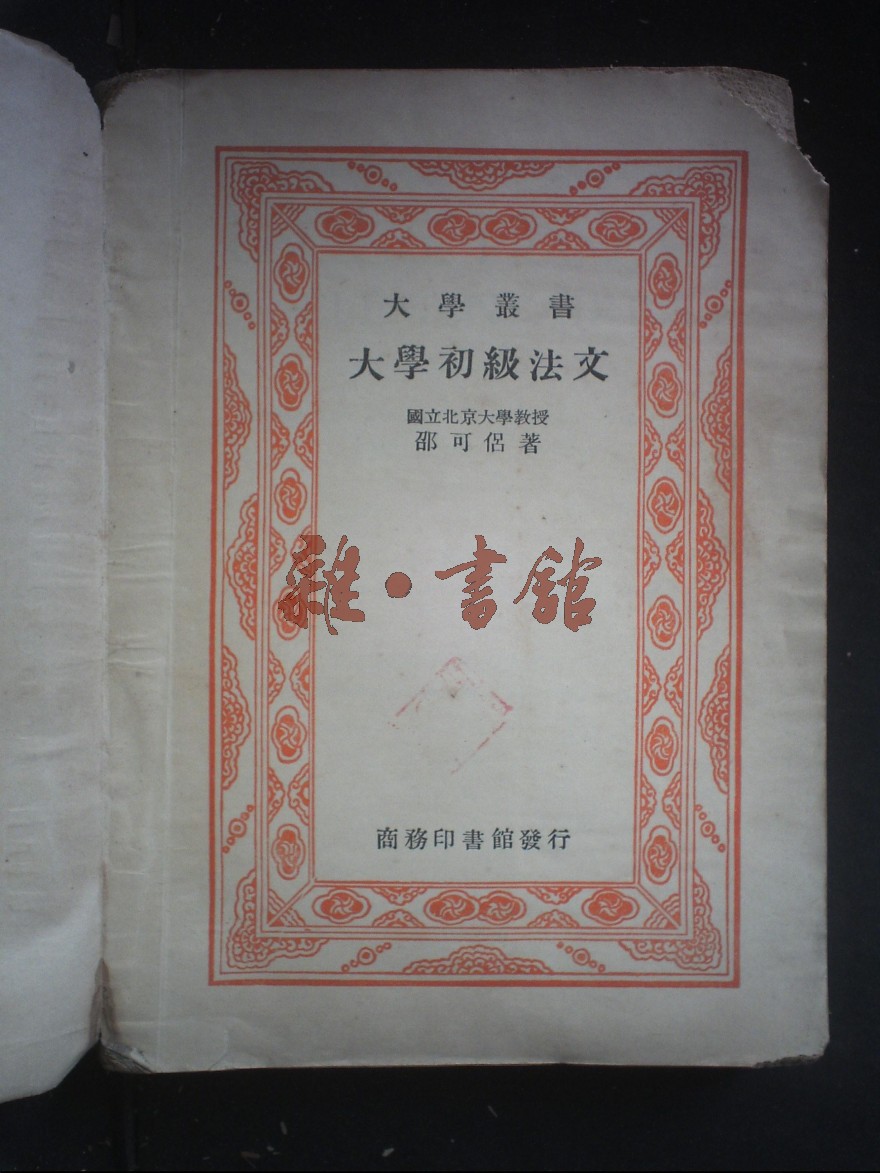 大學叢書
大學初級法文
國立北京大學教授
邵可侶著
雜·書館
商務印書館發行